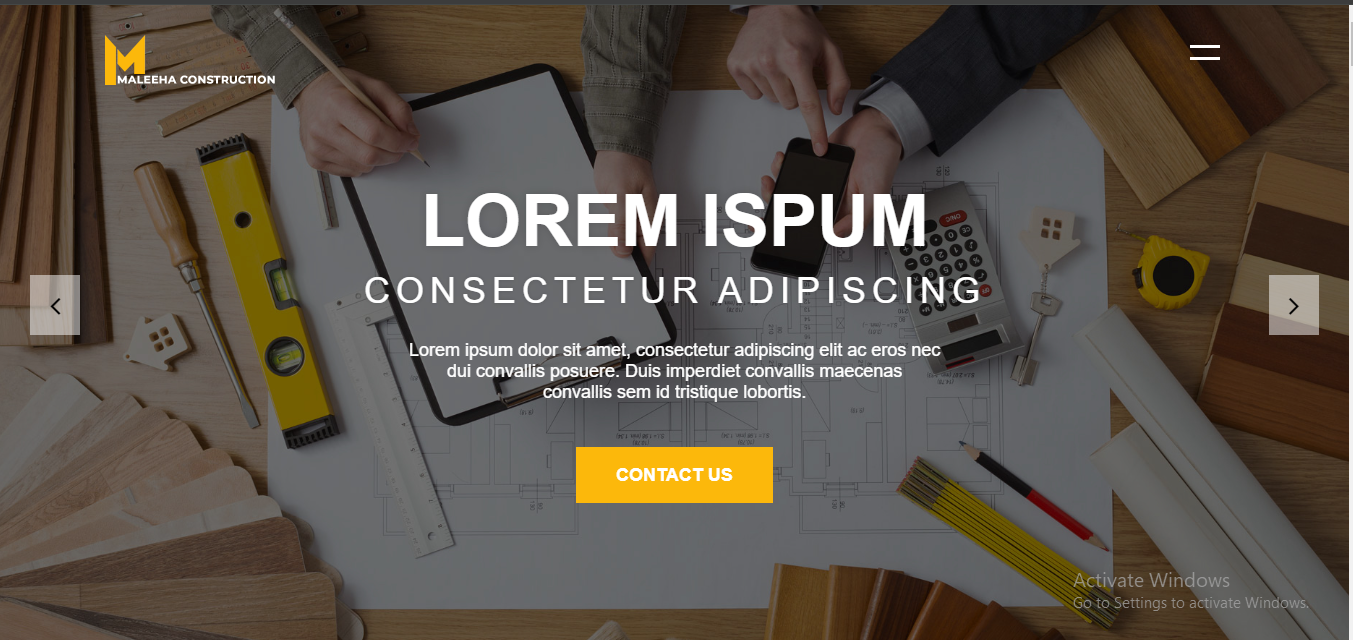 MALEEHA CONSTRUCTION
LOREM ISPUM
CONSECTETUR ADIPISCING
Lorem ipsum dolor sit amet, consectetur adipiscing elit ac eros nec
dui convallis posuere. Duis imperdiet convallis maecenas
convallis sem id tristique lobortis.
CONTACT US
Activate Windows
Go to Settings to activate Windows.